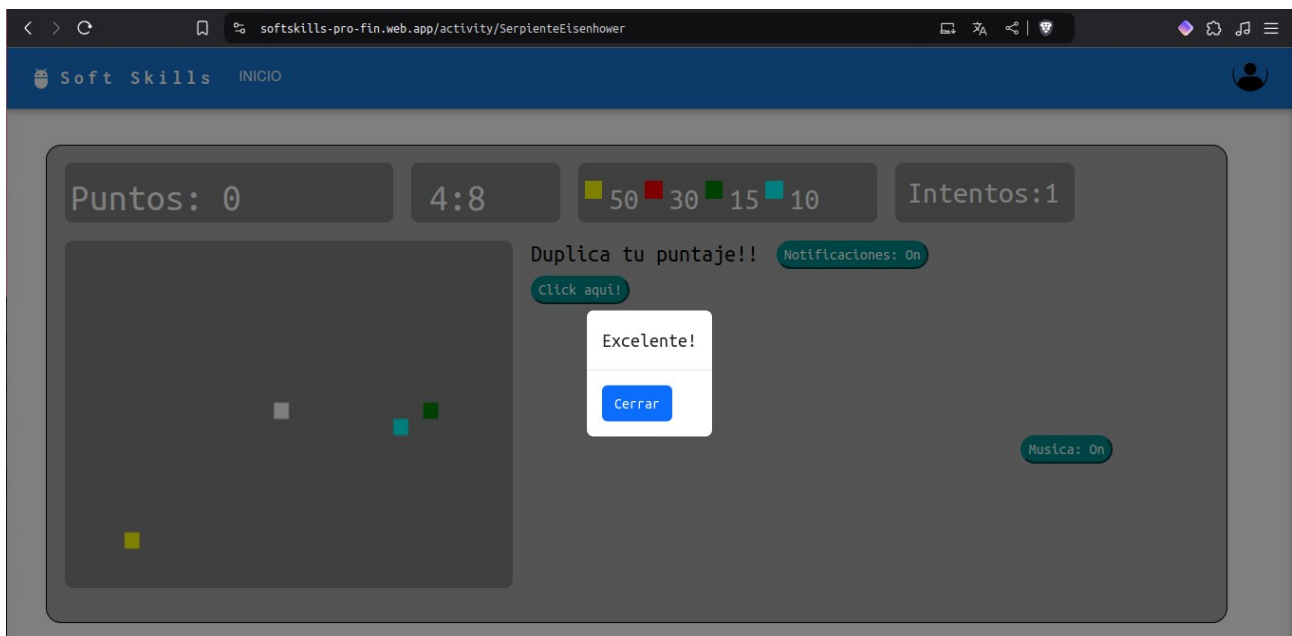 softskills-pro-fin.web.app/activity/SerpienteEisenhower
Soft Skills INICIO
Puntos: 0
4:8
50 30 15 10
Intentos:1
Duplica tu puntaje!! Notificaciones: On
Click aqui!
Excelente!
Cerrar
Musica: On